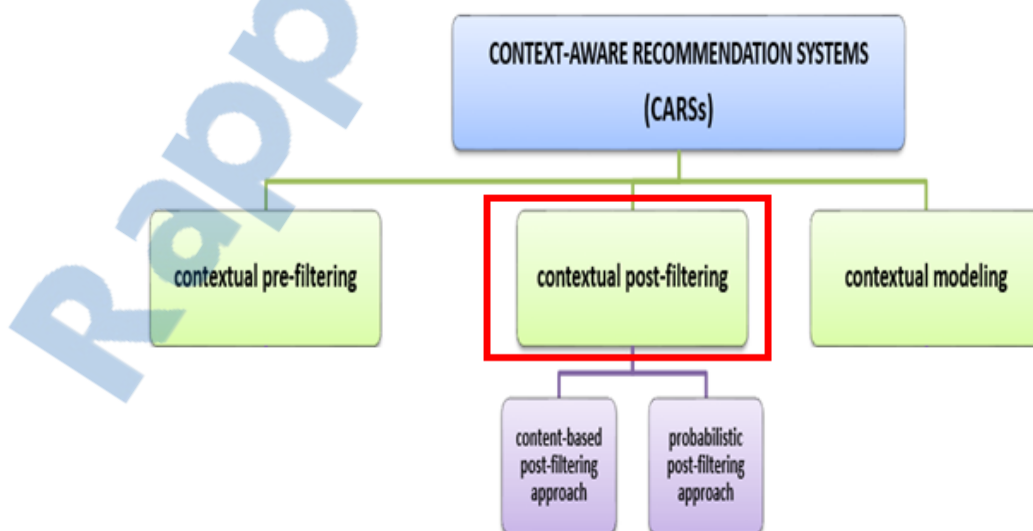 CONTEXT-AWARE RECOMMENDATION SYSTEMS
(CARSs)
contextual pre-filtering
contextual post-filtering
contextual modeling
content-based
post-filtering
approach
probabilistic
post-filtering
approach
Rapp